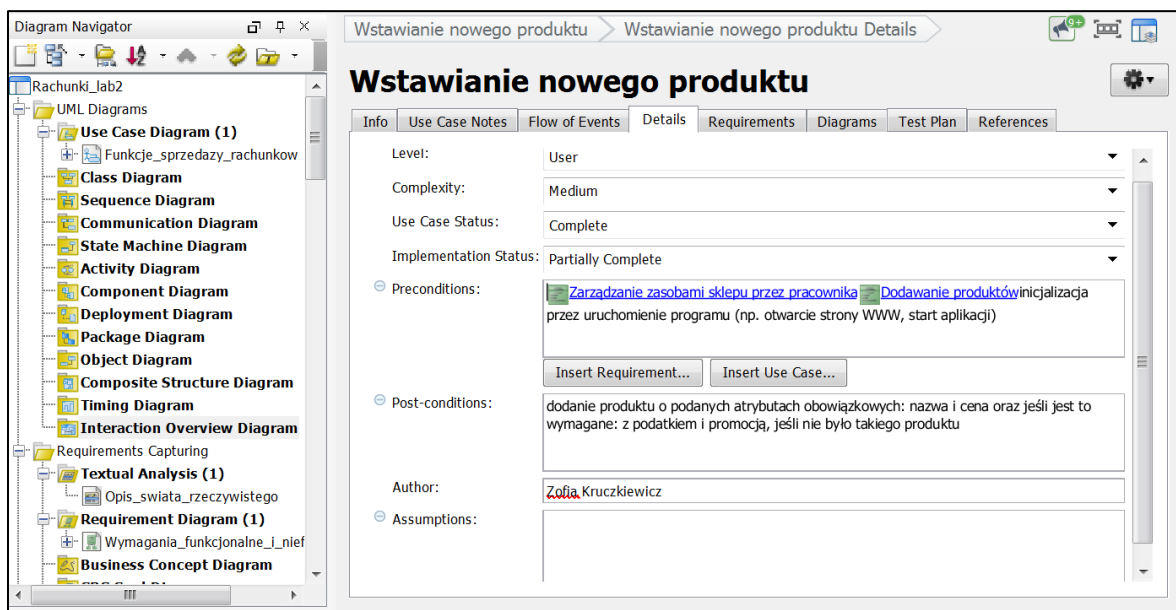 Diagram Navigator
Rachunki_lab2
UML Diagrams
Use Case Diagram (1)
Funkcje_sprzedazy_rachunkow
Class Diagram
Sequence Diagram
Communication Diagram
State Machine Diagram
Activity Diagram
Component Diagram
Deployment Diagram
Package Diagram
Object Diagram
Composite Structure Diagram
Timing Diagram
Interaction Overview Diagram
Requirements Capturing
Textual Analysis (1)
Opis_swiata_rzeczywistego
Requirement Diagram (1)
Wymagania_funkcjonalne_i_nief
Business Concept Diagram
Wstawianie nowego produktu
Wstawianie nowego produktu Details
9+
Wstawianie nowego produktu
Info Use Case Notes Flow of Events Details Requirements Diagrams Test Plan References
Level: User
Complexity: Medium
Use Case Status: Complete
Implementation Status: Partially Complete
Preconditions: Zarządzanie zasobami sklepu przez pracownika Dodawanie produktówinicjalizacja
przez uruchomienie programu (np. otwarcie strony WWW, start aplikacji)
Insert Requirement... Insert Use Case...
Post-conditions: dodanie produktu o podanych atrybutach obowiązkowych: nazwa i cena oraz jeśli jest to
wymagane: z podatkiem i promocją, jeśli nie było takiego produktu
Author: Zofia Kruczkiewicz
Assumptions: